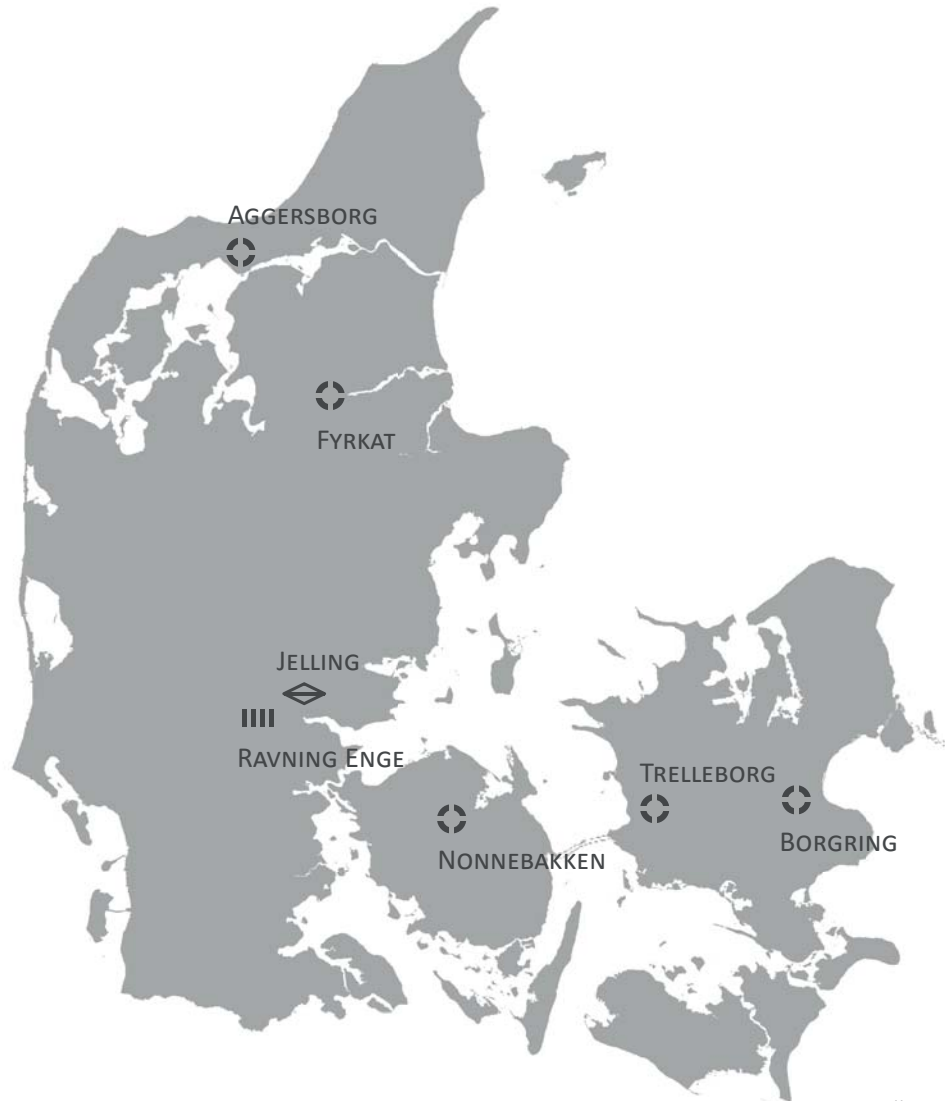 AGGERSBORG
FYRKAT
JELLING
RAVNING ENGE
TRELLEBORG
BORGRING
NONNEBAKKEN